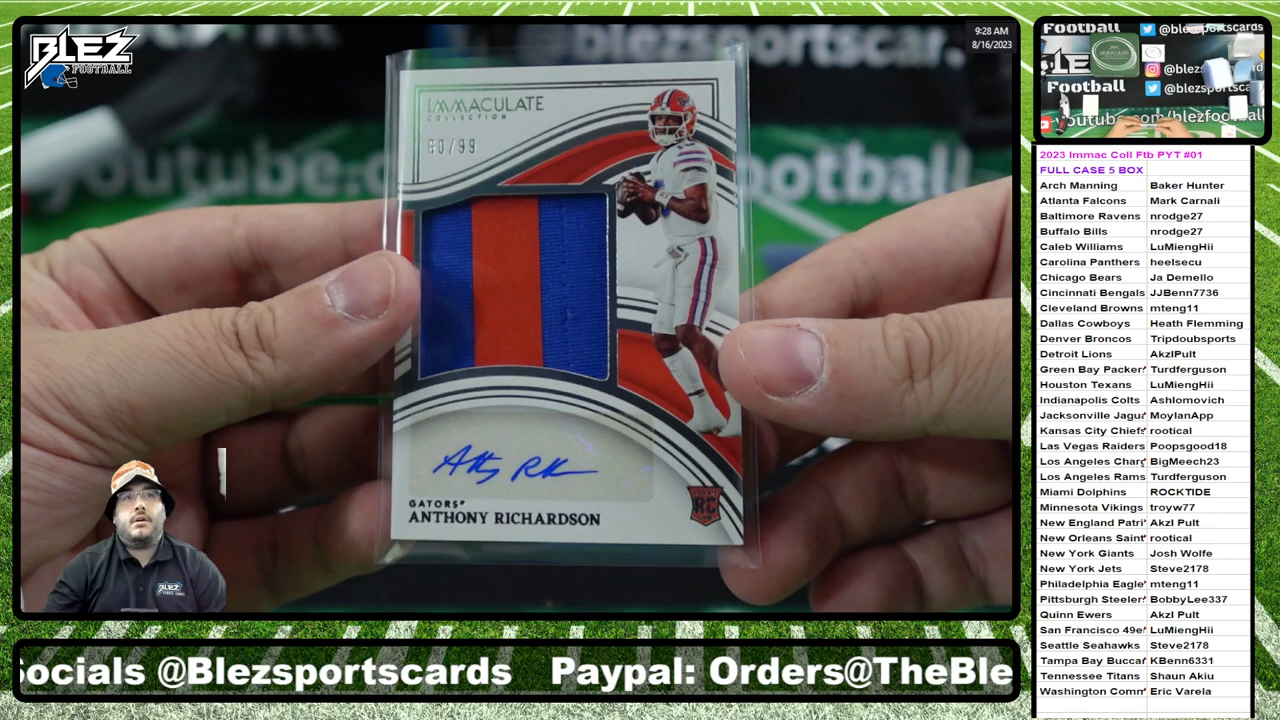 BLEZ
FOOTBALL
9:28 AM
8/16/2023
IMMACULATE
COLLECTION
60/99
GATORS
ANTHONY RICHARDSON
RC
BLEZ
Football
@blezsportscards
Football
youtube.com/blezfootball
2023 Immac Coll Ftb PYT #01
FULL CASE 5 BOX
Arch Manning Baker Hunter
Atlanta Falcons Mark Carnali
Baltimore Ravens nrodge27
Buffalo Bills nrodge27
Caleb Williams LuMiengHii
Carolina Panthers heelsecu
Chicago Bears Ja Demello
Cincinnati Bengals JJBenn7736
Cleveland Browns mteng11
Dallas Cowboys Heath Flemming
Denver Broncos Tripdoubsports
Detroit Lions AkzlPult
Green Bay Packer Turdferguson
Houston Texans LuMiengHii
Indianapolis Colts Ashlomovich
Jacksonville Jagu MoylanApp
Kansas City Chiefs rootical
Las Vegas Raiders Poopsgood18
Los Angeles Charg BigMeech23
Los Angeles Rams Turdferguson
Miami Dolphins ROCKTIDE
Minnesota Vikings troyw77
New England Patri Akzl Pult
New Orleans Saint rootical
New York Giants Josh Wolfe
New York Jets Steve2178
Philadelphia Eagle mteng11
Pittsburgh Steeler BobbyLee337
Quinn Ewers Akzl Pult
San Francisco 49e LuMiengHii
Seattle Seahawks Steve2178
Tampa Bay Buccar KBenn6331
Tennessee Titans Shaun Akiu
Washington Comm Eric Varela
Socials @Blezsportscards Paypal: Orders@TheBle